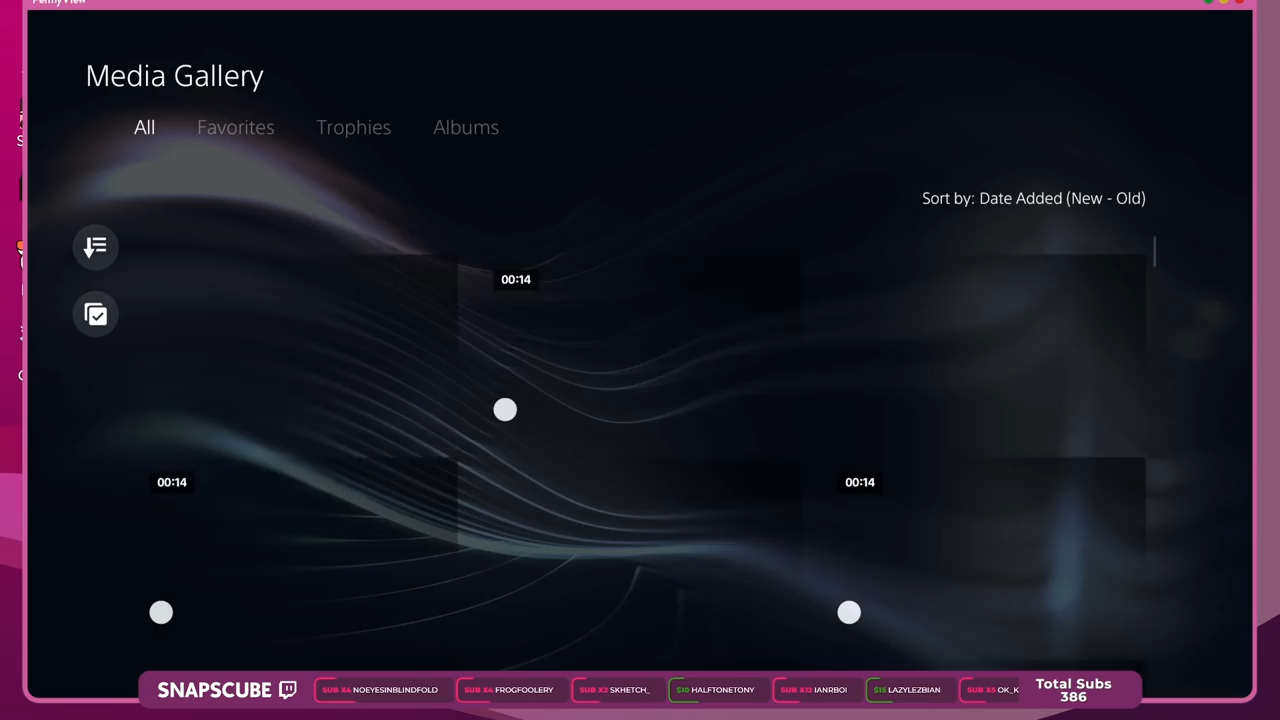 Media Gallery
All Favorites Trophies Albums
Sort by: Date Added (New - Old)
00:14
00:14
00:14
SNAPSCUBE
SUB X4 NOEYESINBLINDFOLD
SUB X4 FROGFOOLERY
SUB X2 SKHETCH_
$10 HALFTONETONY
SUB X12 IANRBOI
$15 LAZYLEZBIAN
SUB X5 OK_K
Total Subs
386